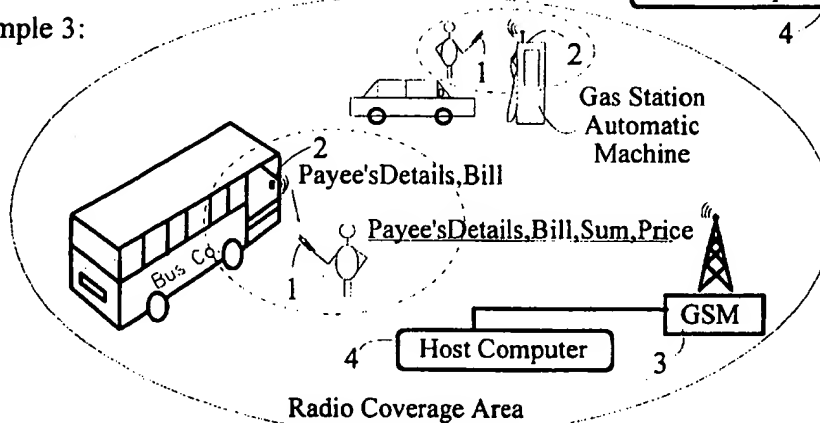 mple 3:
4
1
2
Gas Station
Automatic
Machine
2
Payee'sDetails,Bill
Payee'sDetails,Bill,Sum,Price
Bus Co.
1
GSM
4
Host Computer
3
Radio Coverage Area